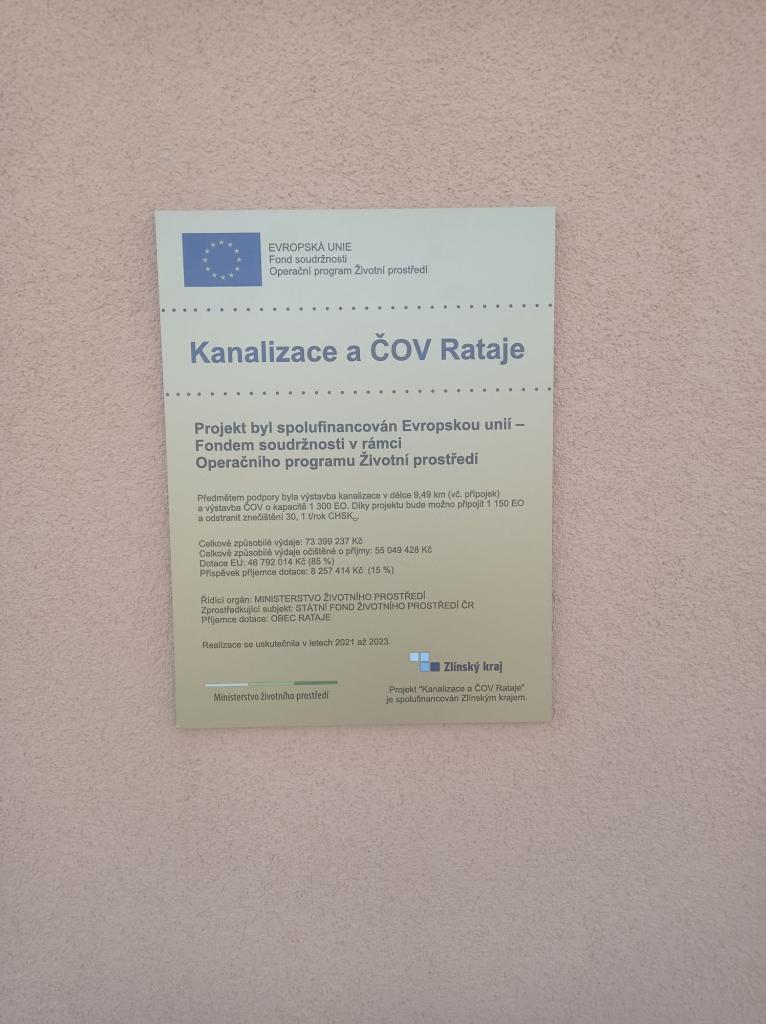 EVROPSKÁ UNIE
Fond soudržnosti
Operační program Životní prostředí
Kanalizace a ČOV Rataje
Projekt byl spolufinancován Evropskou unií –
Fondem soudržnosti v rámci
Operačního programu Životní prostředí
Předmětem podpory byla výstavba kanalizace v délce 9,49 km (vč. přípojek)
a výstavba ČOV o kapacitě 1 300 EO. Díky projektu bude možno připojit 1 150 EO
a odstranit znečištění 30, 1 t/rok CHSK
Celkové způsobilé výdaje: 73 399 237 Kč
Celkové způsobilé výdaje očištěné o příjmy: 55 049 428 Kč
Dotace EU: 46 792 014 Kč (85 %)
Příspěvek příjemce dotace: 8 257 414 Kč (15 %)
Řídící orgán: MINISTERSTVO ŽIVOTNÍHO PROSTŘEDÍ
Zprostředkující subjekt: STÁTNÍ FOND ŽIVOTNÍHO PROSTŘEDÍ ČR
Příjemce dotace: OBEC RATAJE
Realizace se uskutečnila v letech 2021 až 2023.
Zlínský kraj
Ministerstvo životního prostředí
Projekt "Kanalizace a ČOV Rataje"
je spolufinancován Zlínským krajem.